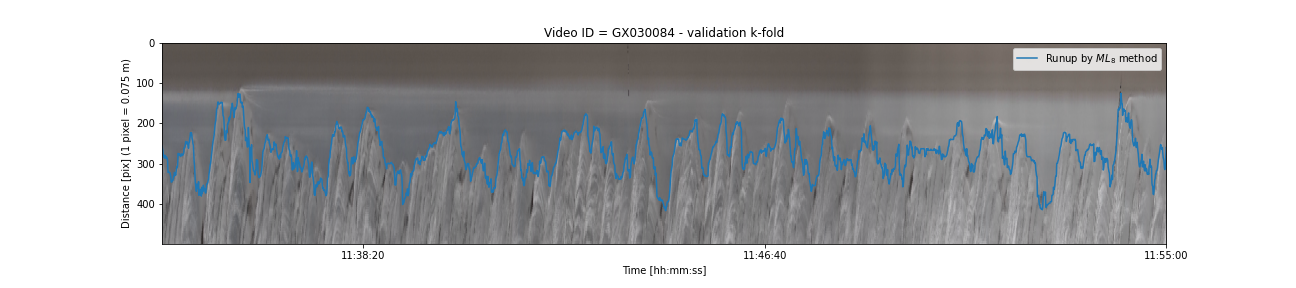 Video ID = GX030084 - validation k-fold
0
100
200
300
400
Distance [pix] (1 pixel = 0.075 m)
Runup by ML8 method
11:38:20
11:46:40
11:55:00
Time [hh:mm:ss]